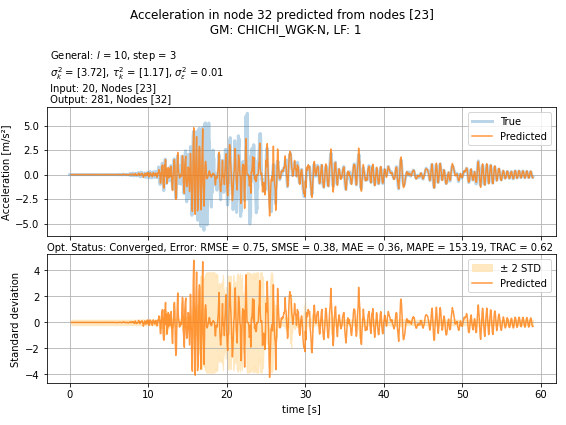 Acceleration in node 32 predicted from nodes [23]
GM: CHICHI_WGK-N, LF: 1
General: l = 10, step = 3
σ²ₖ = [3.72], τ²ₖ = [1.17], σ²ₑ = 0.01
Input: 20, Nodes [23]
Output: 281, Nodes [32]
Acceleration [m/s²]
5.0
2.5
0.0
−2.5
−5.0
True
Predicted
Opt. Status: Converged, Error: RMSE = 0.75, SMSE = 0.38, MAE = 0.36, MAPE = 153.19, TRAC = 0.62
Standard deviation
4
2
0
−2
−4
± 2 STD
Predicted
0 10 20 30 40 50 60
time [s]